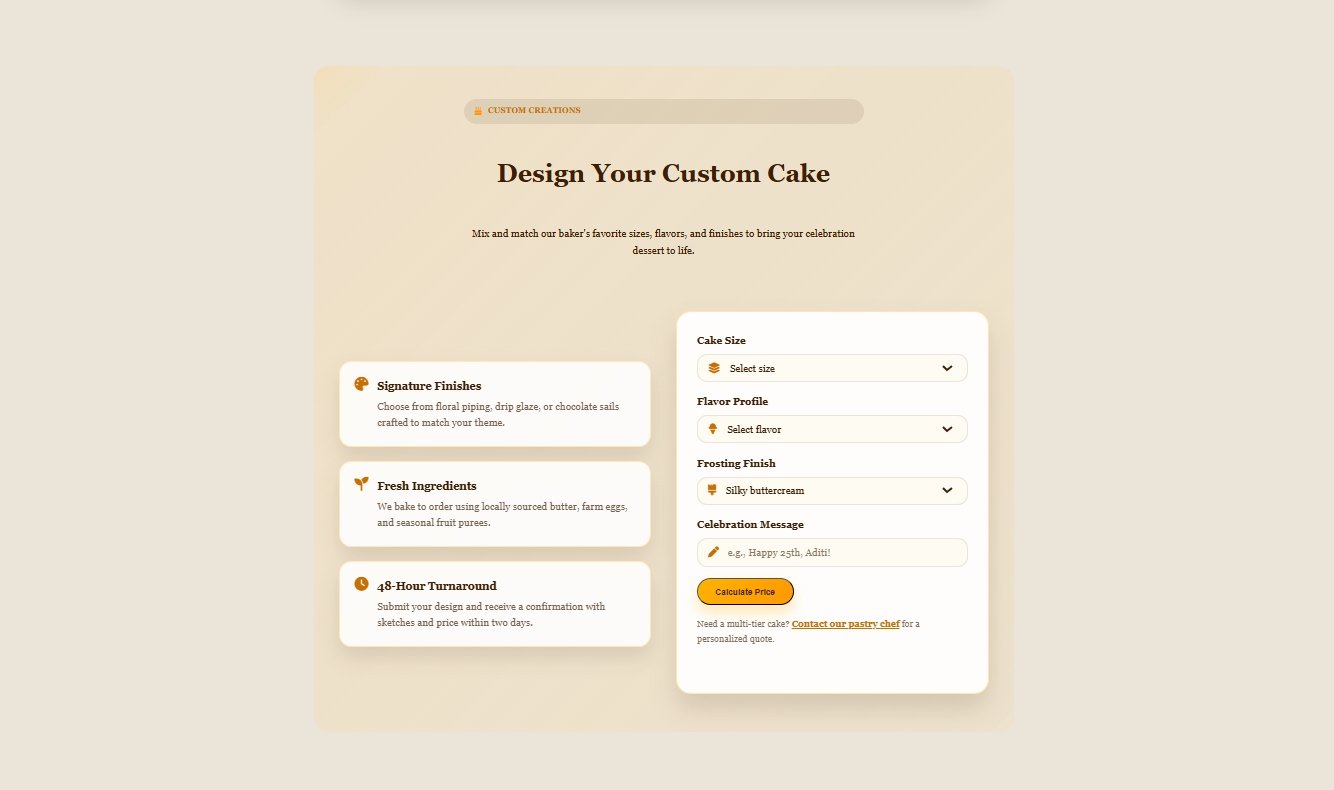 CUSTOM CREATIONS
Design Your Custom Cake
Mix and match our baker's favorite sizes, flavors, and finishes to bring your celebration
dessert to life.
Signature Finishes
Choose from floral piping, drip glaze, or chocolate sails
crafted to match your theme.
Fresh Ingredients
We bake to order using locally sourced butter, farm eggs,
and seasonal fruit purees.
48-Hour Turnaround
Submit your design and receive a confirmation with
sketches and price within two days.
Cake Size
Select size
Flavor Profile
Select flavor
Frosting Finish
Silky buttercream
Celebration Message
e.g., Happy 25th, Aditi!
Calculate Price
Need a multi-tier cake? Contact our pastry chef for a
personalized quote.